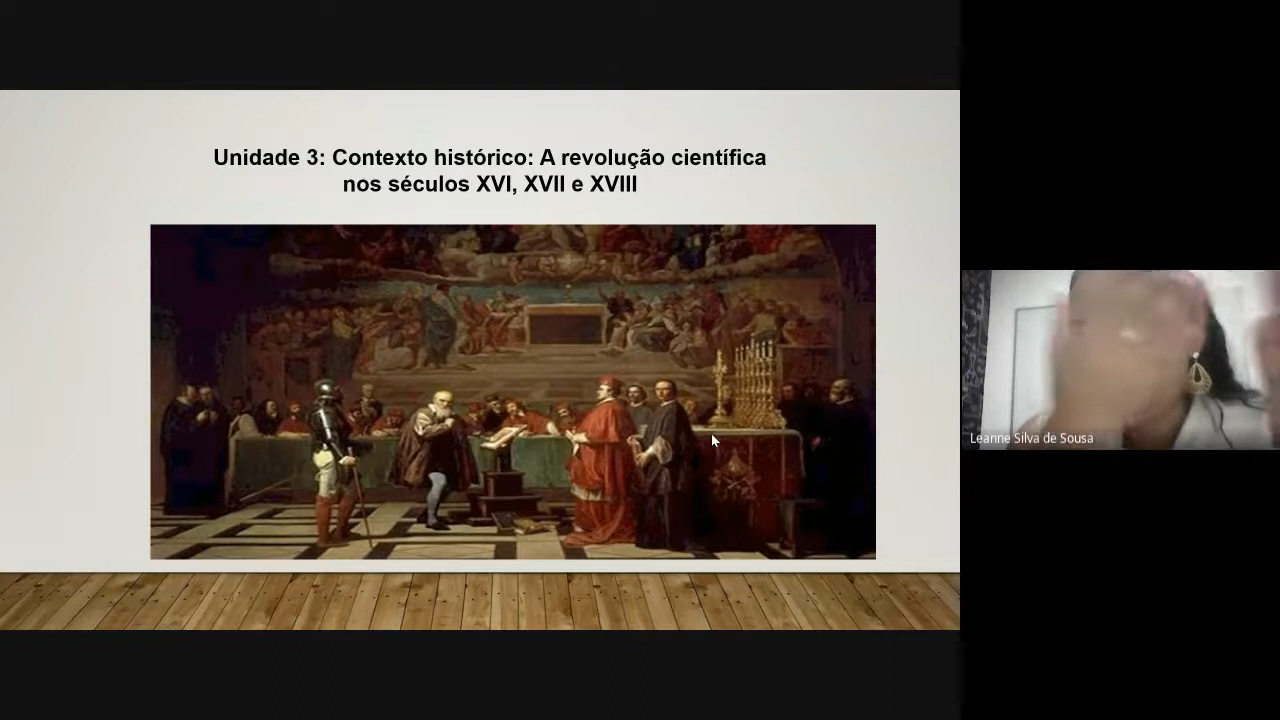 Unidade 3: Contexto histórico: A revolução científica
nos séculos XVI, XVII e XVIII
Leanne Silva de Sousa